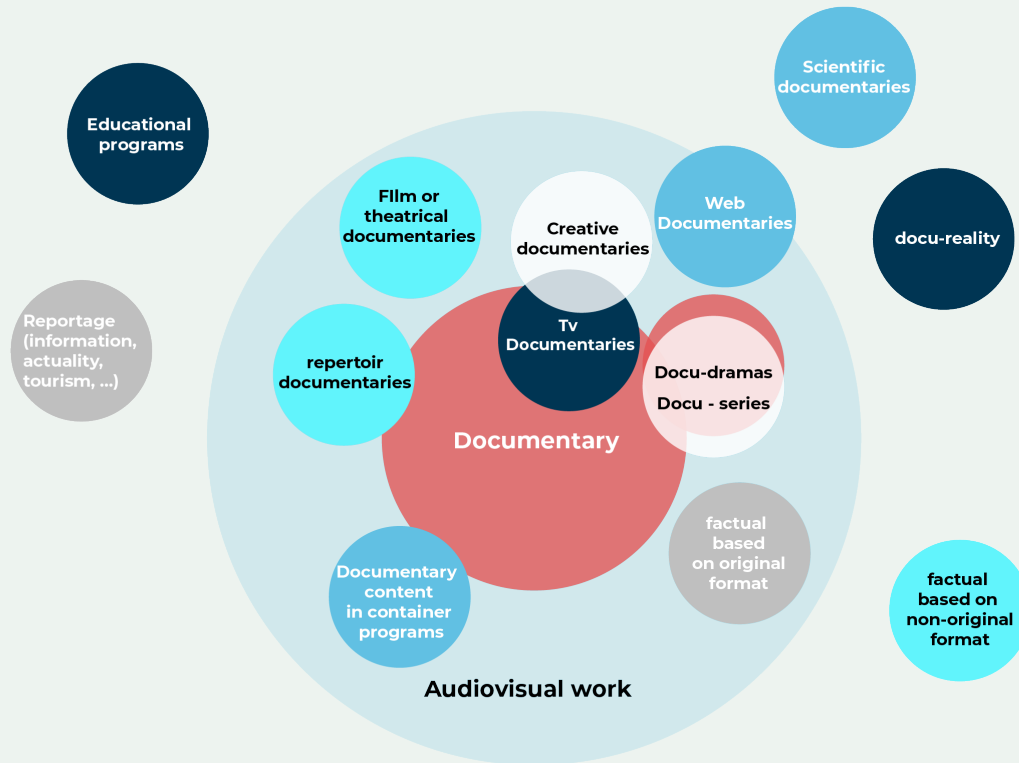 Scientific
documentaries
Educational
programs
FIlm or
theatrical
documentaries
Creative
documentaries
Web
Documentaries
docu-reality
Reportage
(information,
actuality,
tourism, ...)
repertoir
documentaries
Tv
Documentaries
Docu-dramas
Docu - series
Documentary
factual
based
on original
format
Documentary
content
in container
programs
factual
based on
non-original
format
Audiovisual work